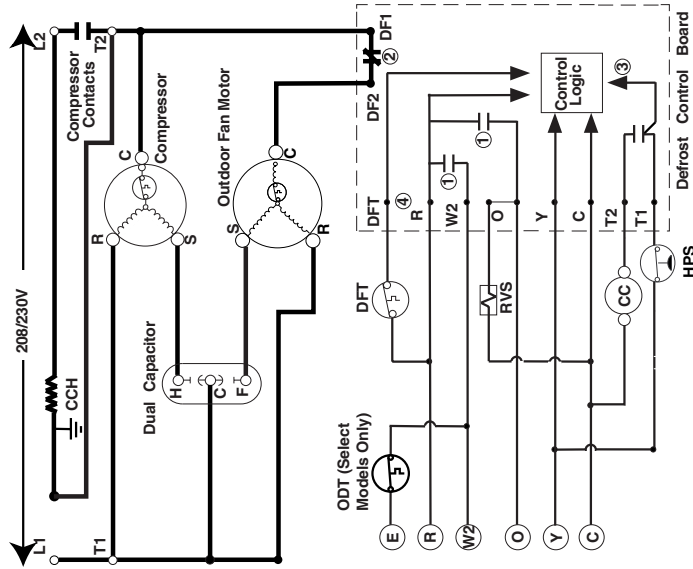 208/230V
L1
L2
CCH
Compressor
Contacts
T1
T2
R
C
S
Compressor
Outdoor Fan Motor
S
C
R
Dual Capacitor
H
C
F
DF2
DF1
2
ODT (Select
Models Only)
E
R
W2
O
Y
C
DFT
RVS
CC
HPS
DFT
4
R
W2
O
Y
C
T2
T1
1
1
Control
Logic
3
Defrost Control Board